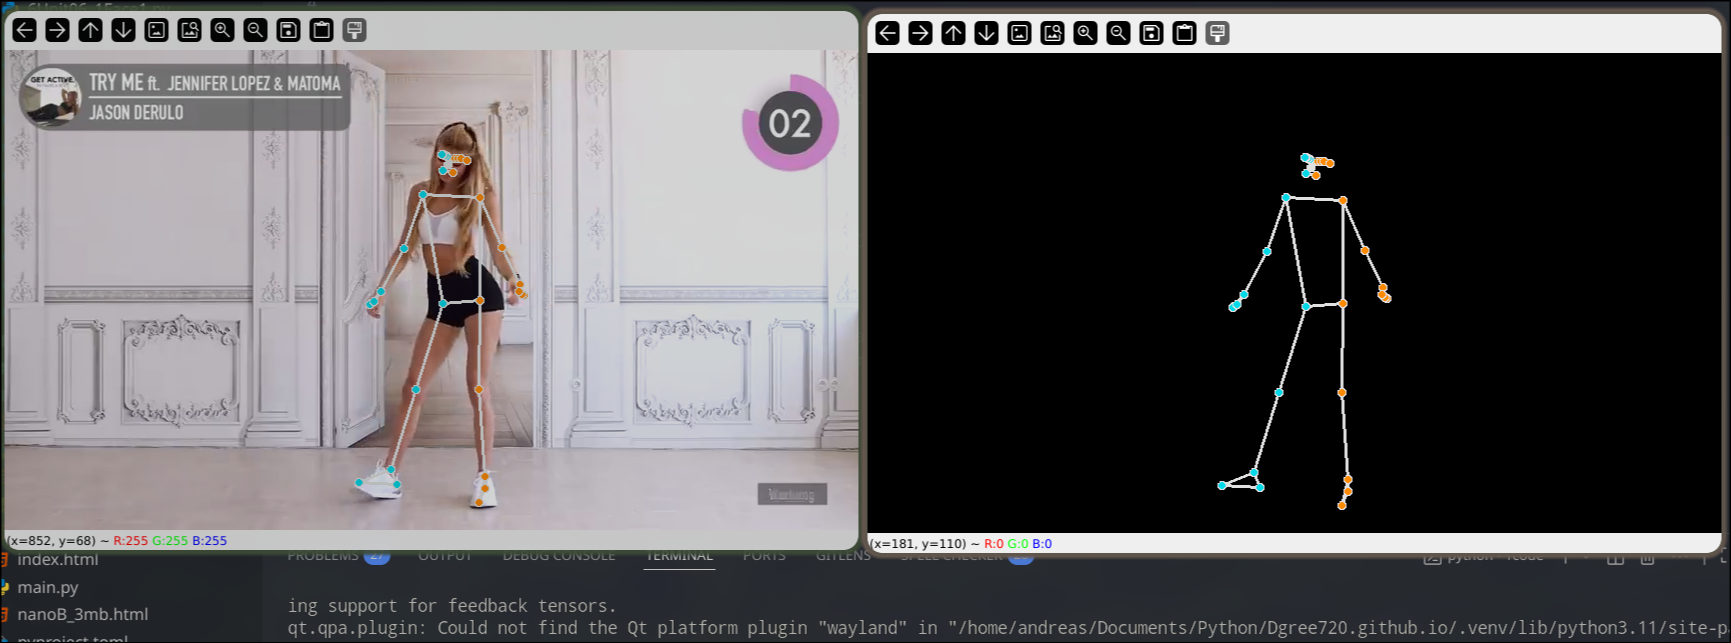 GET ACTIVE.
TRY ME ft. JENNIFER LOPEZ & MATOMA
JASON DERULO
02
(x=852, y=68) ~ R:255 G:255 B:255
(x=181, y=110) ~ R:0 G:0 B:0
PROBLEMS 27 OUTPUT DEBUG CONSOLE TERMINAL PORTS GITLENS SPELL CHECKER
index.html
main.py
nanoB_3mb.html
pyproject.toml
ing support for feedback tensors.
qt.qpa.plugin: Could not find the Qt platform plugin "wayland" in "/home/andreas/Documents/Python/Dgree720.github.io/.venv/lib/python3.11/site-p